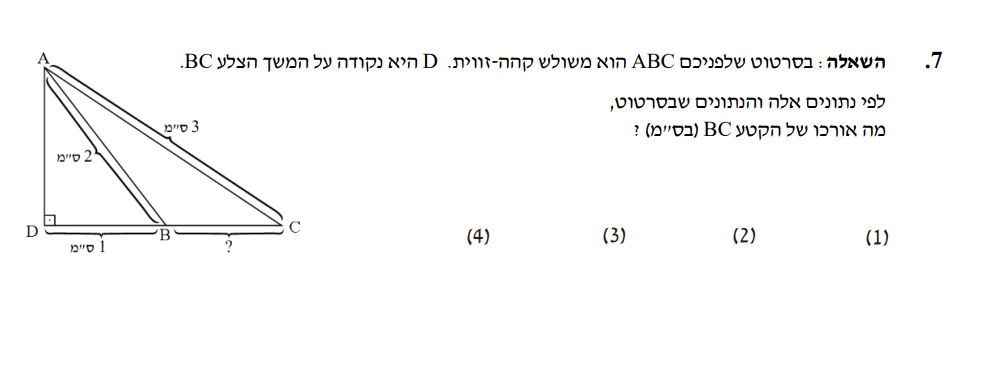 7. השאלה : בסרטוט שלפניכם ABC הוא משולש קהה-זווית. D היא נקודה על המשך הצלע BC.
לפי נתונים אלה והנתונים שבסרטוט,
מה אורכו של הקטע BC (בס״מ) ?
(1) (2) (3) (4)
A
3 ס״מ
2 ס״מ
D B C
1 ס״מ ?